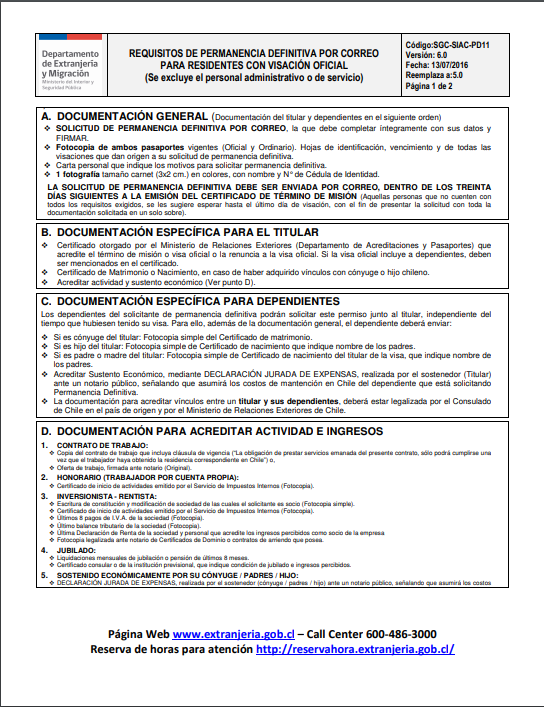 Departamento
de Extranjería
y Migración
Ministerio del Interior y
Seguridad Pública
REQUISITOS DE PERMANENCIA DEFINITIVA POR CORREO
PARA RESIDENTES CON VISACIÓN OFICIAL
(Se excluye el personal administrativo o de servicio)
Código:SGC-SIAC-PD11
Versión: 6.0
Fecha: 13/07/2016
Reemplaza a:5.0
Página 1 de 2
A. DOCUMENTACIÓN GENERAL (Documentación del titular y dependientes en el siguiente orden)
❖ SOLICITUD DE PERMANENCIA DEFINITIVA POR CORREO, la que debe completar íntegramente con sus datos y
FIRMAR.
❖ Fotocopia de ambos pasaportes vigentes (Oficial y Ordinario). Hojas de identificación, vencimiento y de todas las
visaciones que dan origen a su solicitud de permanencia definitiva.
❖ Carta personal que indique los motivos para solicitar permanencia definitiva.
❖ 1 fotografía tamaño carnet (3x2 cm.) en colores, con nombre y N° de Cédula de Identidad.
LA SOLICITUD DE PERMANENCIA DEFINITIVA DEBE SER ENVIADA POR CORREO, DENTRO DE LOS TREINTA
DÍAS SIGUIENTES A LA EMISIÓN DEL CERTIFICADO DE TÉRMINO DE MISIÓN (Aquellas personas que no cuenten con
todos los requisitos exigidos, se les sugiere esperar hasta el último día de visación, con el fin de presentar la solicitud con toda la
documentación solicitada en un solo sobre).
B. DOCUMENTACIÓN ESPECÍFICA PARA EL TITULAR
❖ Certificado otorgado por el Ministerio de Relaciones Exteriores (Departamento de Acreditaciones y Pasaportes) que
acredite el término de misión o visa oficial o la renuncia a la visa oficial. Si la visa oficial incluye a dependientes, deben
ser mencionados en el certificado.
❖ Certificado de Matrimonio o Nacimiento, en caso de haber adquirido vínculos con cónyuge o hijo chileno.
❖ Acreditar actividad y sustento económico (Ver punto D).
C. DOCUMENTACIÓN ESPECÍFICA PARA DEPENDIENTES
Los dependientes del solicitante de permanencia definitiva podrán solicitar este permiso junto al titular, independiente del
tiempo que hubiesen tenido su visa. Para ello, además de la documentación general, el dependiente deberá enviar:
❖ Si es cónyuge del titular: Fotocopia simple del Certificado de matrimonio.
❖ Si es hijo del titular: Fotocopia simple de Certificado de nacimiento que indique nombre de los padres.
❖ Si es padre o madre del titular: Fotocopia simple de Certificado de nacimiento del titular de la visa, que indique nombre de
los padres.
❖ Acreditar Sustento Económico, mediante DECLARACIÓN JURADA DE EXPENSAS, realizada por el sostenedor (Titular)
ante un notario público, señalando que asumirá los costos de mantención en Chile del dependiente que está solicitando
Permanencia Definitiva.
❖ La documentación para acreditar vínculos entre un titular y sus dependientes, deberá estar legalizada por el Consulado
de Chile en el país de origen y por el Ministerio de Relaciones Exteriores de Chile.
D. DOCUMENTACIÓN PARA ACREDITAR ACTIVIDAD E INGRESOS
1. CONTRATO DE TRABAJO:
❖ Copia del contrato de trabajo que incluya cláusula de vigencia ("La obligación de prestar servicios emanada del presente contrato, sólo podrá cumplirse una
vez que el trabajador haya obtenido la residencia correspondiente en Chile") o,
❖ Oferta de trabajo, firmada ante notario (Original).
2. HONORARIO (TRABAJADOR POR CUENTA PROPIA):
❖ Certificado de inicio de actividades emitido por el Servicio de Impuestos Internos (Fotocopia).
3. INVERSIONISTA - RENTISTA:
❖ Escritura de constitución y modificación de sociedad de las cuales el solicitante es socio (Fotocopia simple).
❖ Certificado de inicio de actividades emitido por el Servicio de Impuestos Internos (Fotocopia).
❖ Últimos 8 pagos de I.V.A. de la sociedad (Fotocopia).
❖ Último balance tributario de la sociedad (Fotocopia).
❖ Última Declaración de Renta de la sociedad y personal que acredite los ingresos percibidos como socio de la empresa
❖ Fotocopia legalizada ante notario de Certificados de Dominio o contratos de arriendo que posea.
4. JUBILADO:
❖ Liquidaciones mensuales de jubilación o pensión de últimos 8 meses.
❖ Certificado consular o de la institución previsional, que indique condición de jubilado e ingresos percibidos.
5. SOSTENIDO ECONÓMICAMENTE POR SU CÓNYUGE / PADRES / HIJO:
❖ DECLARACIÓN JURADA DE EXPENSAS, realizada por el sostenedor (cónyuge / padres / hijo) ante un notario público, señalando que asumirá los costos
Página Web www.extranjeria.gob.cl – Call Center 600-486-3000
Reserva de horas para atención http://reservahora.extranjeria.gob.cl/